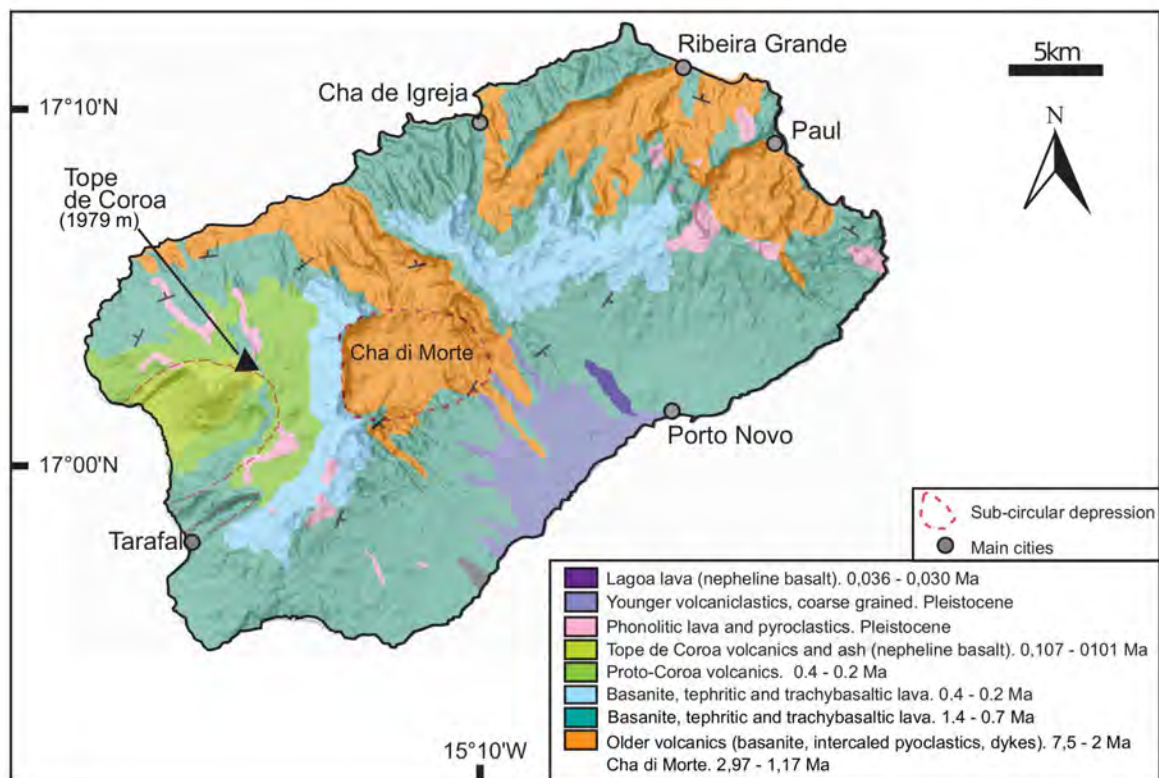 Ribeira Grande
5km
17°10'N
Cha de Igreja
N
Paul
Tope
de Coroa
(1979 m)
Cha di Morte
Porto Novo
17°00'N
Tarafal
Sub-circular depression
Main cities
Lagoa lava (nepheline basalt). 0,036 - 0,030 Ma
Younger volcaniclastics, coarse grained. Pleistocene
Phonolitic lava and pyroclastics. Pleistocene
Tope de Coroa volcanics and ash (nepheline basalt). 0,107 - 0101 Ma
Proto-Coroa volcanics. 0.4 - 0.2 Ma
Basanite, tephritic and trachybasaltic lava. 0.4 - 0.2 Ma
Basanite, tephritic and trachybasaltic lava. 1.4 - 0.7 Ma
Older volcanics (basanite, intercaled pyoclastics, dykes). 7,5 - 2 Ma
Cha di Morte. 2,97 - 1,17 Ma
15°10'W